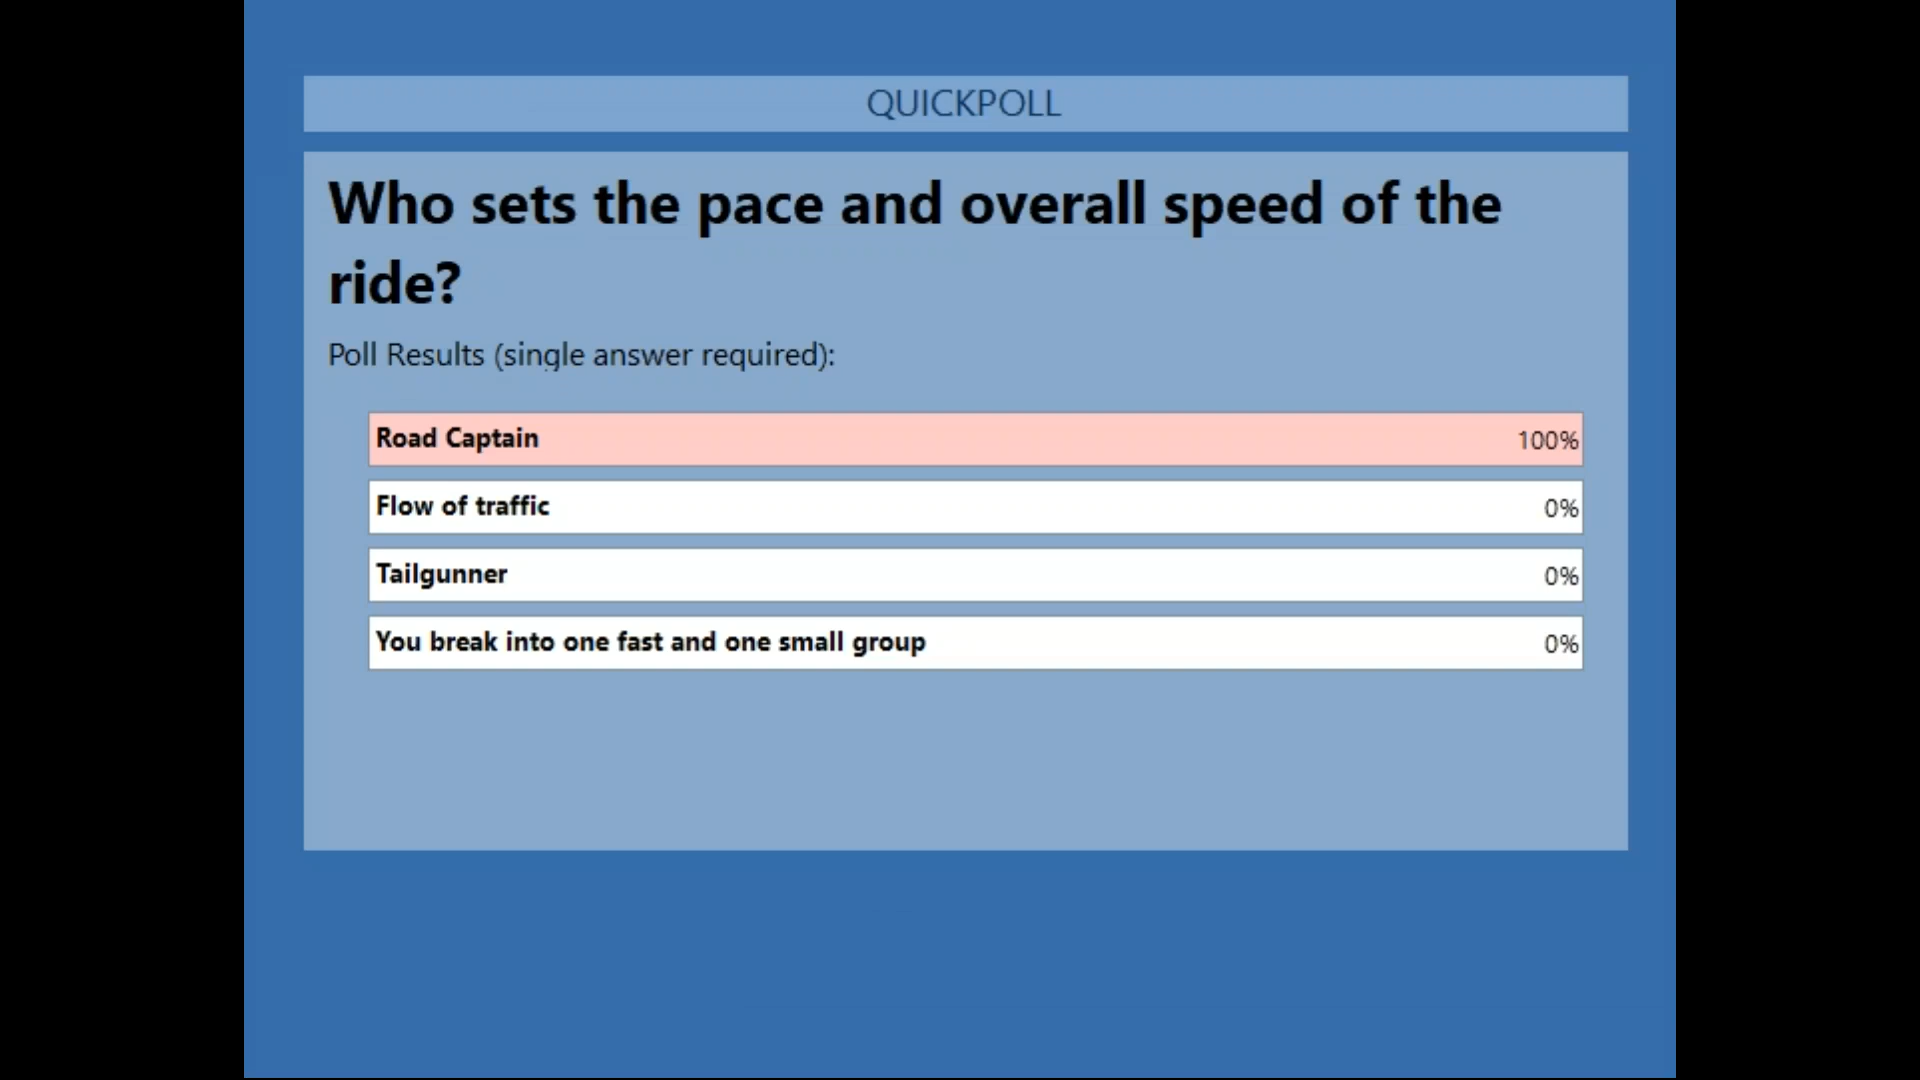 QUICKPOLL
Who sets the pace and overall speed of the
ride?
Poll Results (single answer required):
Road Captain 100%
Flow of traffic 0%
Tailgunner 0%
You break into one fast and one small group 0%